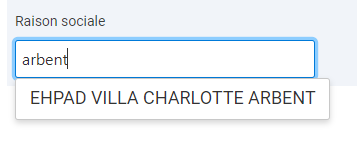 Raison sociale
arbent
EHPAD VILLA CHARLOTTE ARBENT